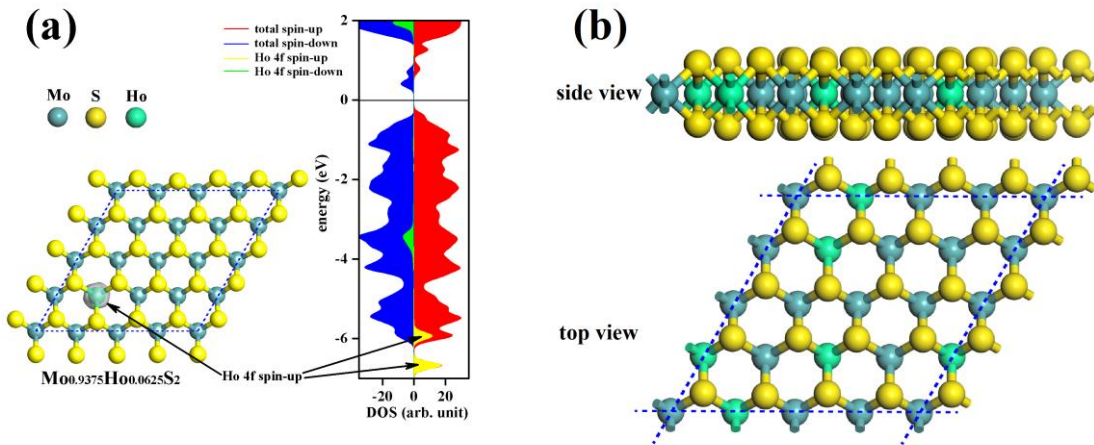 (a)
total spin-up
total spin-down
Ho 4f spin-up
Ho 4f spin-down
Mo S Ho
2
0
-2
-4
-6
energy (eV)
-20 0 20
DOS (arb. unit)
Ho 4f spin-up
Mo0.9375Ho0.0625S2
(b)
side view
top view